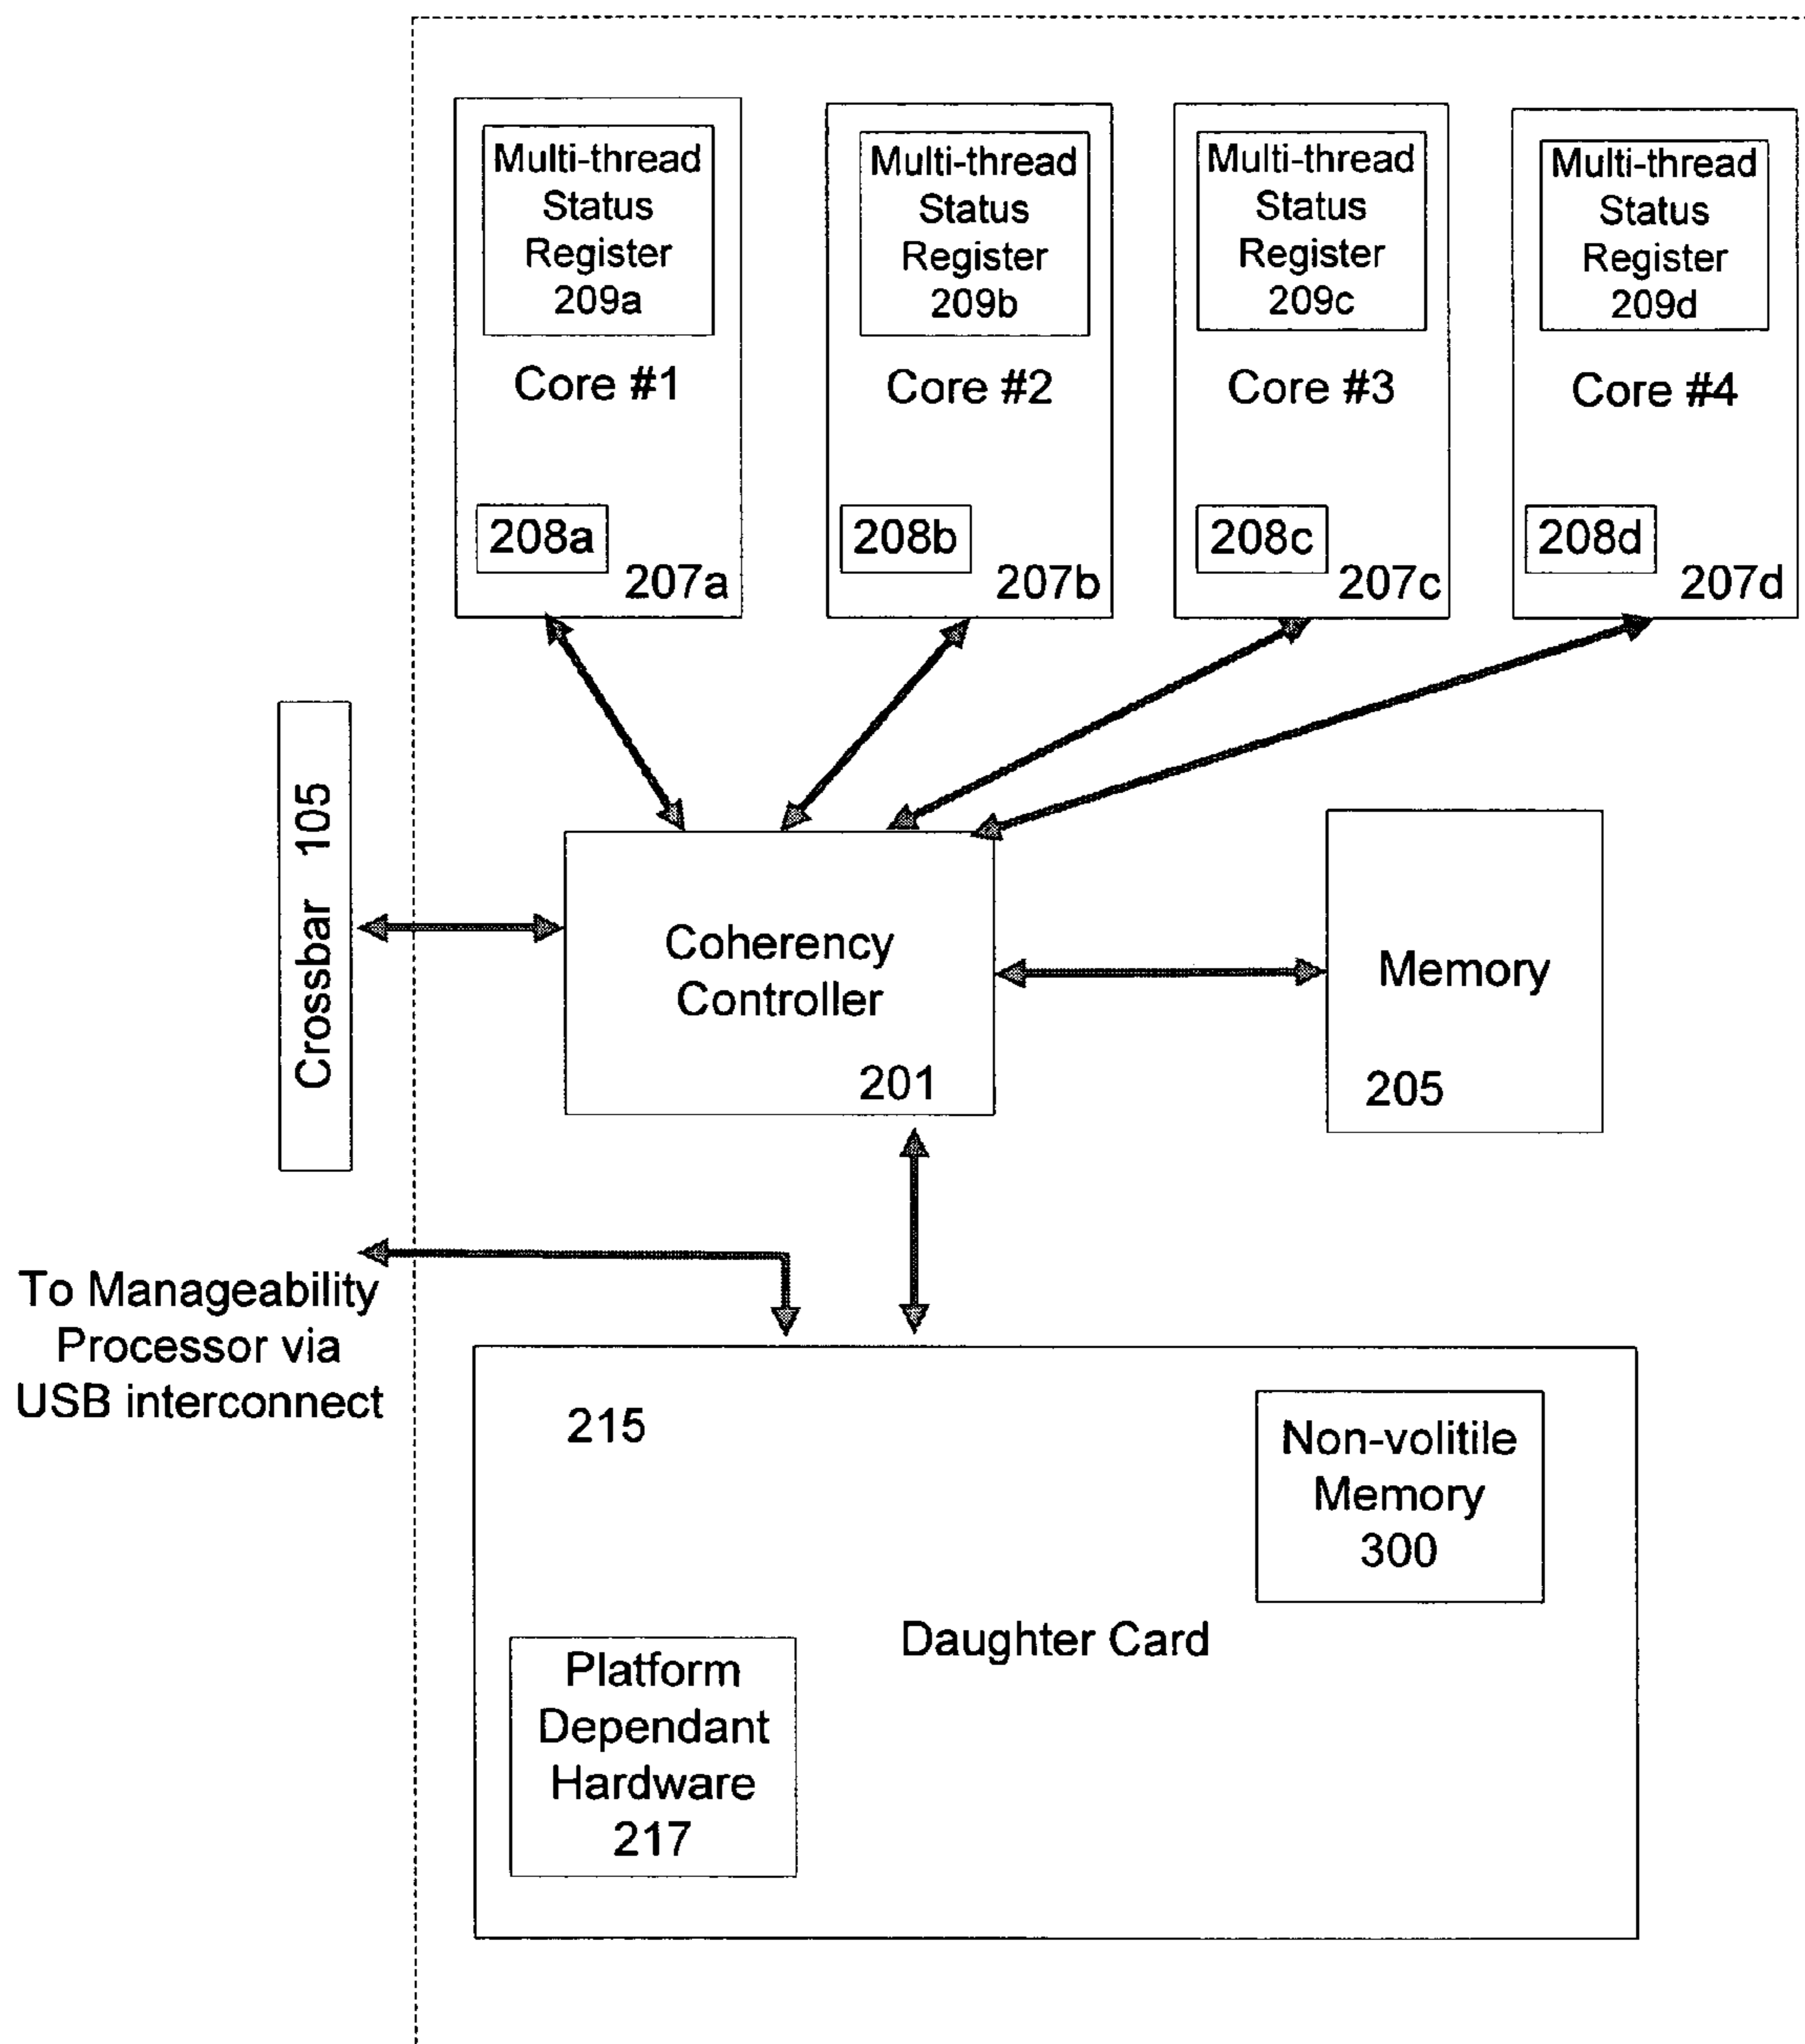 Multi-thread
Status
Register
209a
Core #1
208a
207a
Multi-thread
Status
Register
209b
Core #2
208b
207b
Multi-thread
Status
Register
209c
Core #3
208c
207c
Multi-thread
Status
Register
209d
Core #4
208d
207d
Crossbar 105
Coherency
Controller
201
Memory
205
To Manageability
Processor via
USB interconnect
215
Non-volitile
Memory
300
Daughter Card
Platform
Dependant
Hardware
217